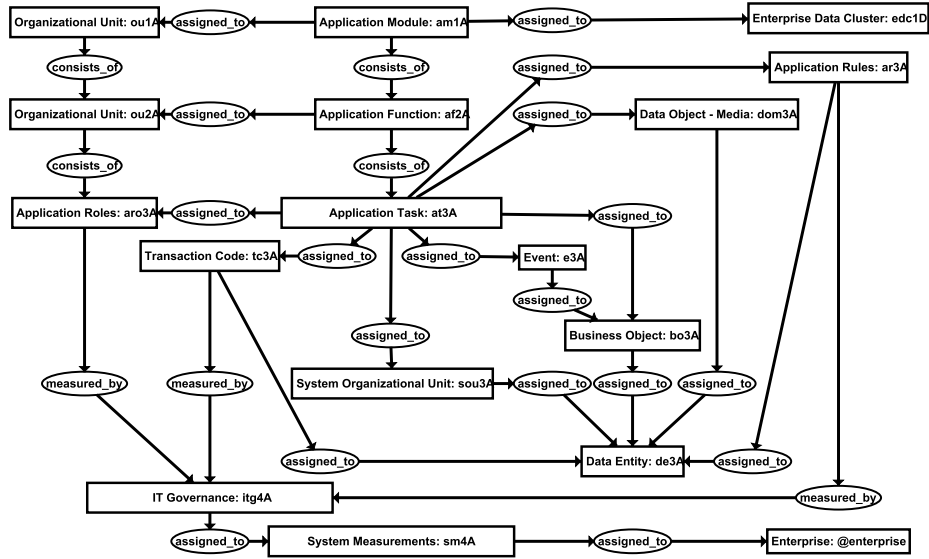 Organizational Unit: ou1A
assigned_to
Application Module: am1A
assigned_to
Enterprise Data Cluster: edc1D
consists_of
consists_of
assigned_to
Application Rules: ar3A
Organizational Unit: ou2A
assigned_to
Application Function: af2A
assigned_to
Data Object - Media: dom3A
consists_of
consists_of
Application Roles: aro3A
assigned_to
Application Task: at3A
assigned_to
Transaction Code: tc3A
assigned_to
assigned_to
Event: e3A
assigned_to
assigned_to
Business Object: bo3A
measured_by
measured_by
System Organizational Unit: sou3A
assigned_to
assigned_to
assigned_to
assigned_to
Data Entity: de3A
assigned_to
IT Governance: itg4A
measured_by
assigned_to
System Measurements: sm4A
assigned_to
Enterprise: @enterprise